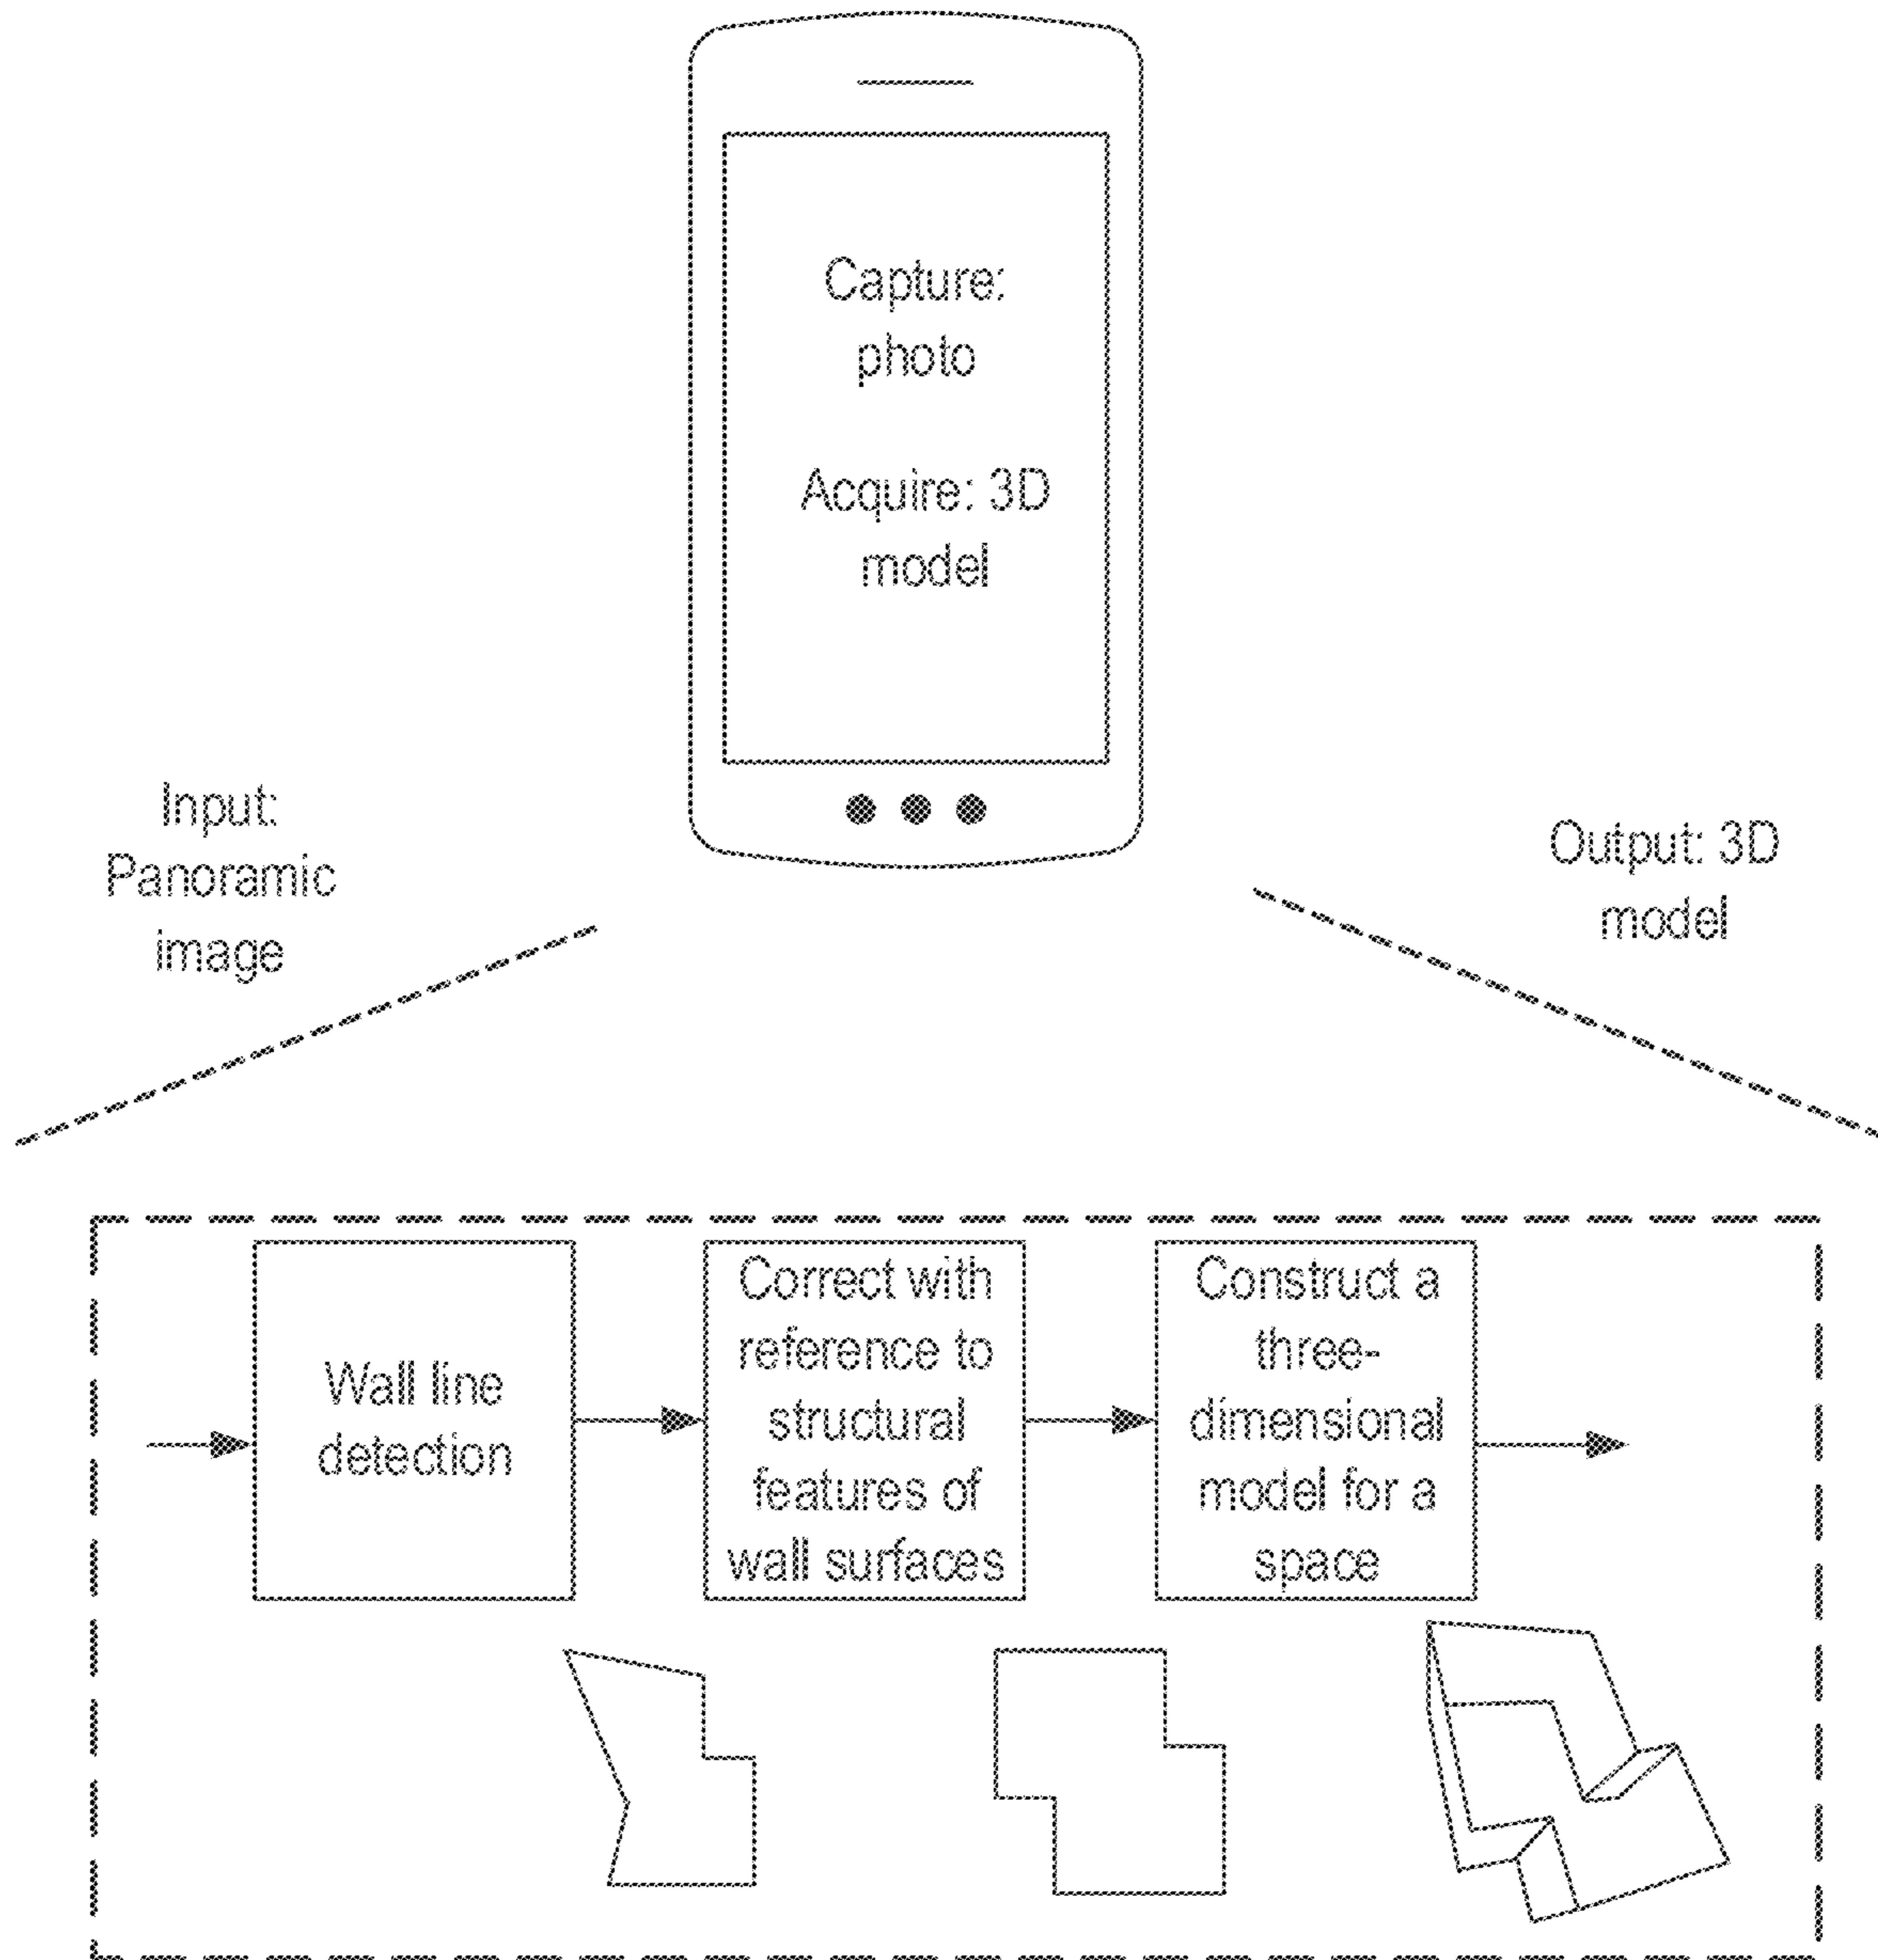 Capture:
photo
Acquire: 3D
model
Input:
Panoramic
image
Output: 3D
model
Wall line
detection
Correct with
reference to
structural
features of
wall surfaces
Construct a
three-
dimensional
model for a
space